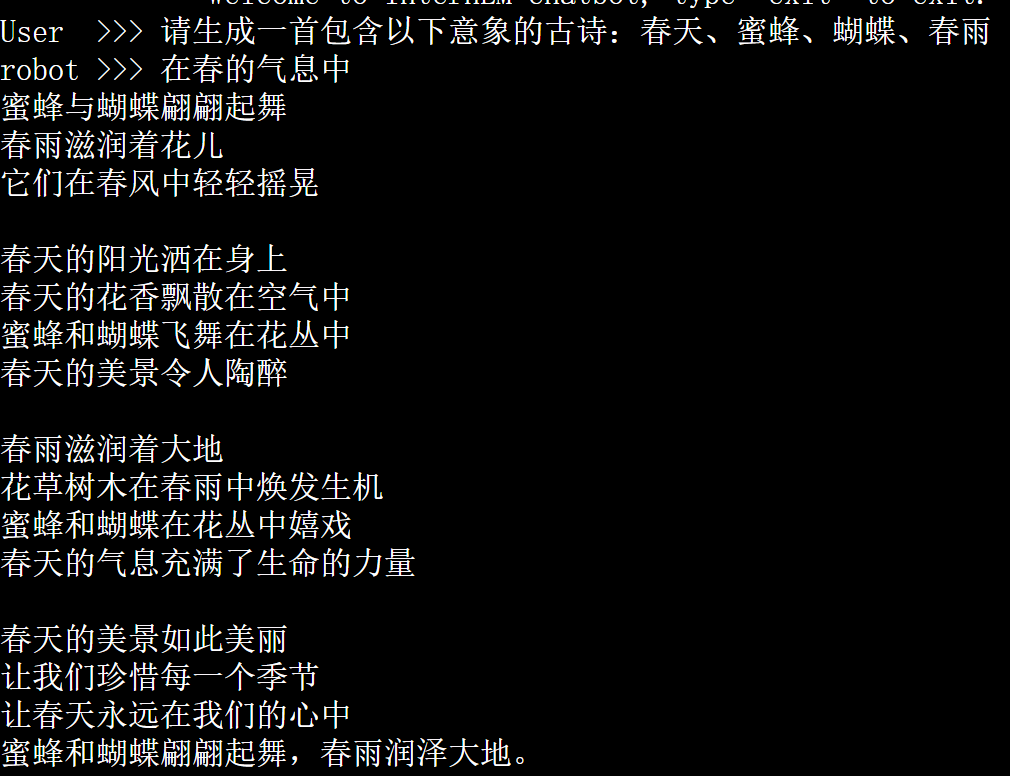 Welcome to InternLM chatbot, type 'exit' to exit.
User  >>> 请生成一首包含以下意象的古诗：春天、蜜蜂、蝴蝶、春雨
robot >>> 在春的气息中
蜜蜂与蝴蝶翩翩起舞
春雨滋润着花儿
它们在春风中轻轻摇晃
春天的阳光洒在身上
春天的花香飘散在空气中
蜜蜂和蝴蝶飞舞在花丛中
春天的美景令人陶醉
春雨滋润着大地
花草树木在春雨中焕发生机
蜜蜂和蝴蝶在花丛中嬉戏
春天的气息充满了生命的力量
春天的美景如此美丽
让我们珍惜每一个季节
让春天永远在我们的心中
蜜蜂和蝴蝶翩翩起舞，春雨润泽大地。